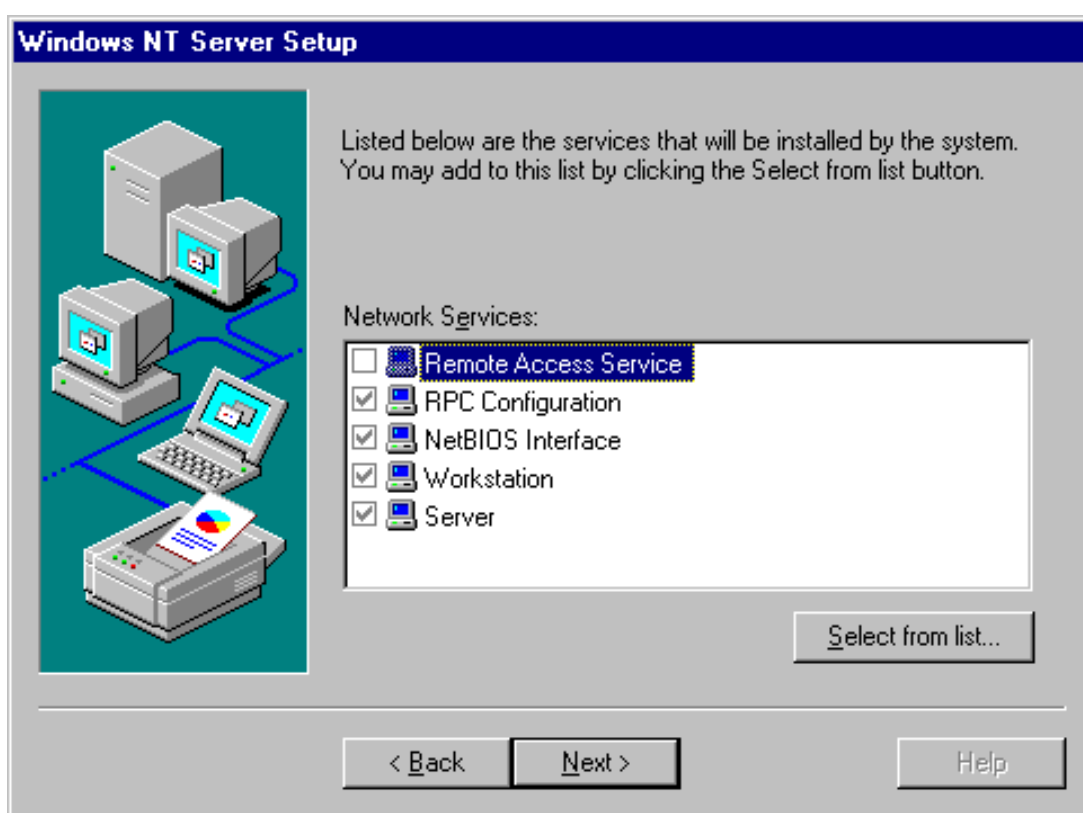 Windows NT Server Setup
Listed below are the services that will be installed by the system.
You may add to this list by clicking the Select from list button.
Network Services:
Remote Access Service
RPC Configuration
NetBIOS Interface
Workstation
Server
Select from list...
< Back
Next >
Help